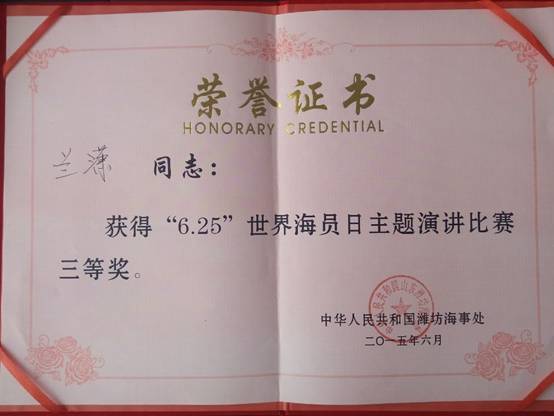 荣誉证书
HONORARY CREDENTIAL
兰潇 同志：
获得“6.25”世界海员日主题演讲比赛
三等奖。
中华人民共和国潍坊海事处
二〇一五年六月